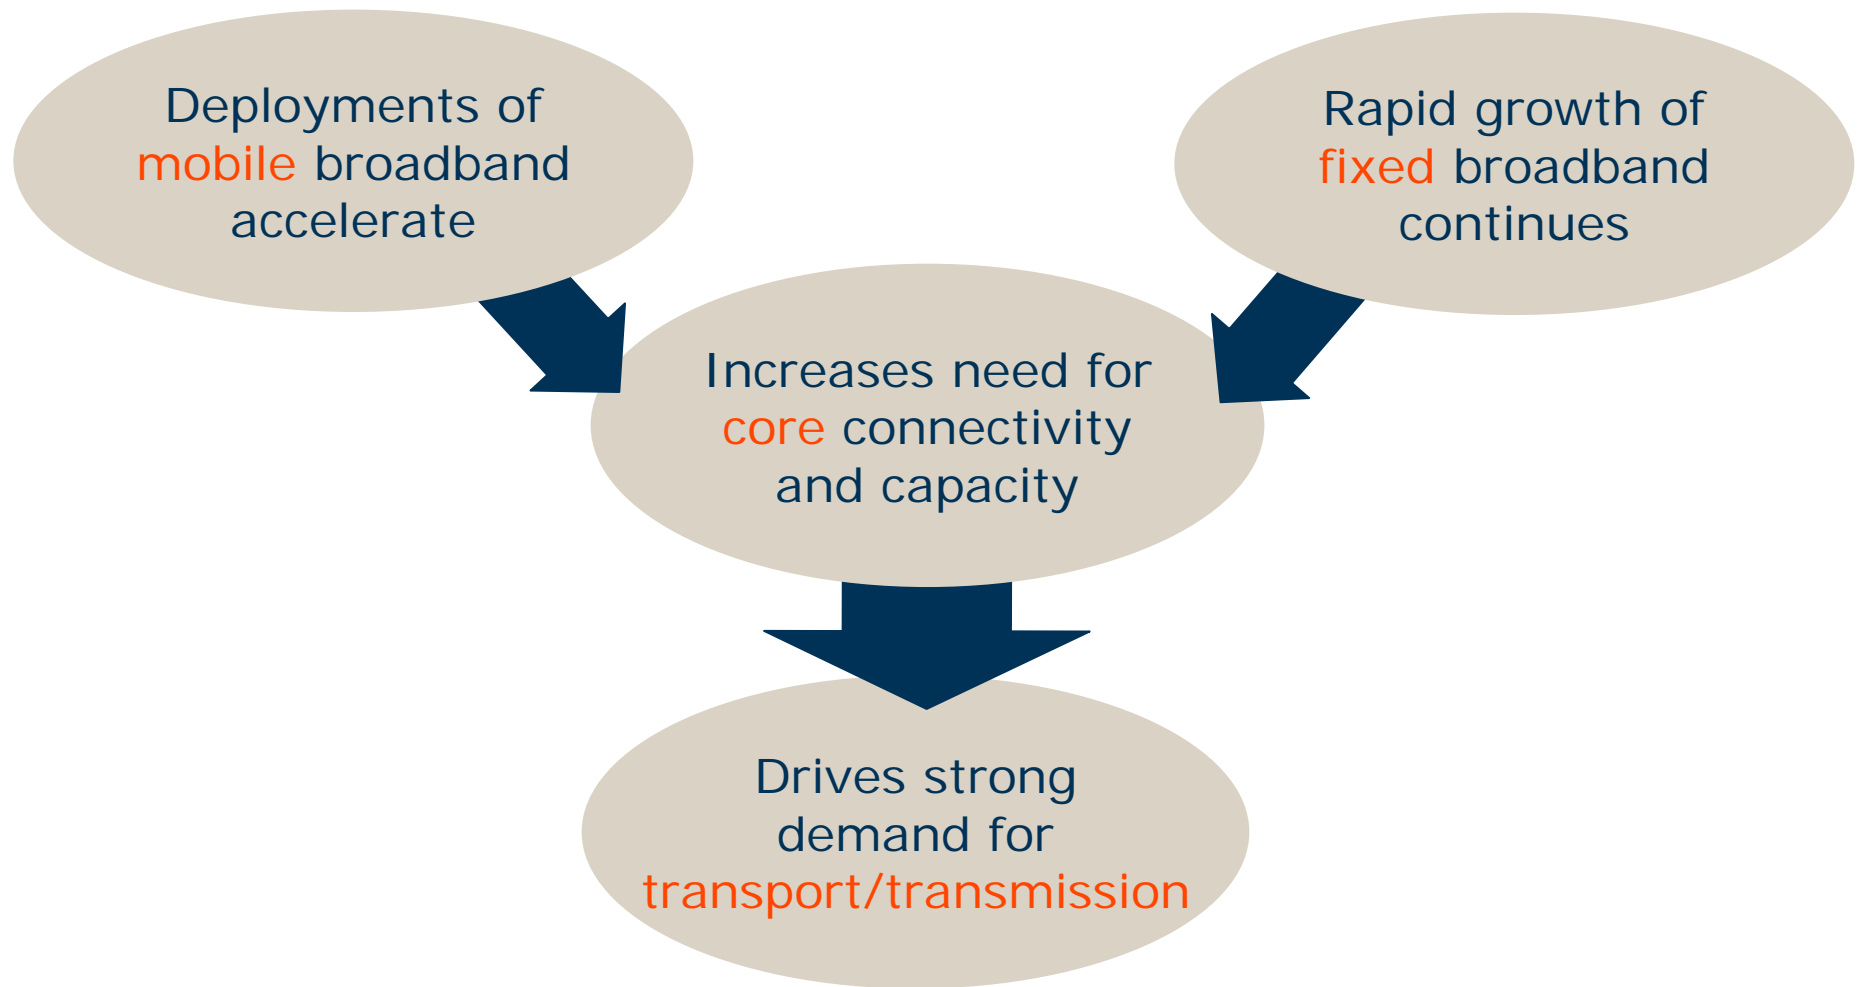 Deployments of
mobile broadband
accelerate
Rapid growth of
fixed broadband
continues
Increases need for
core connectivity
and capacity
Drives strong
demand for
transport/transmission